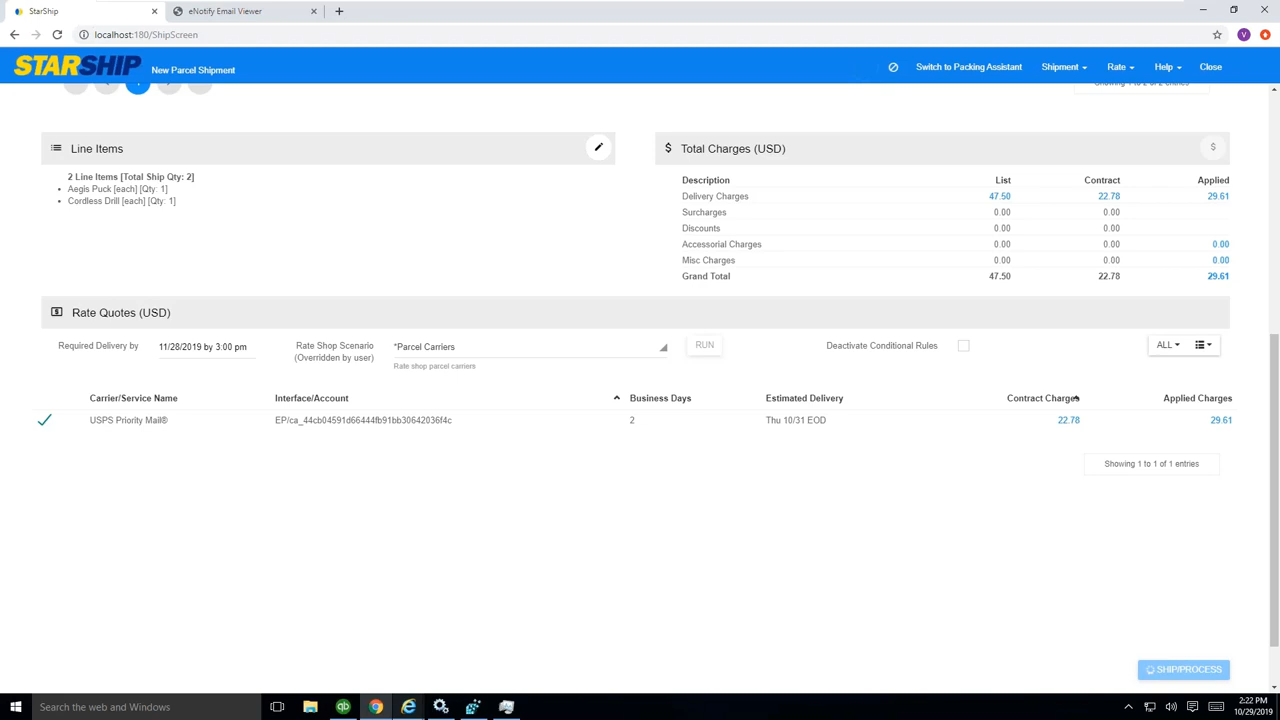 StarShip
eNotify Email Viewer
localhost:180/ShipScreen
V
STARSHIP New Parcel Shipment
Switch to Packing Assistant Shipment Rate Help Close
Showing 1 to 2 of 2 entries
Line Items
$ Total Charges (USD) $
2 Line Items [Total Ship Qty: 2]
Aegis Puck [each] [Qty: 1]
Cordless Drill [each] [Qty: 1]
Description List Contract Applied
Delivery Charges 47.50 22.78 29.61
Surcharges 0.00 0.00
Discounts 0.00 0.00
Accessorial Charges 0.00 0.00 0.00
Misc Charges 0.00 0.00 0.00
Grand Total 47.50 22.78 29.61
Rate Quotes (USD)
Required Delivery by 11/28/2019 by 3:00 pm Rate Shop Scenario *Parcel Carriers RUN Deactivate Conditional Rules ALL
(Overridden by user)
Rate shop parcel carriers
Carrier/Service Name Interface/Account Business Days Estimated Delivery Contract Charges Applied Charges
USPS Priority Mail® EP/ca_44cb04591d66444fb91bb30642036f4c 2 Thu 10/31 EOD 22.78 29.61
Showing 1 to 1 of 1 entries
SHIP/PROCESS
Search the web and Windows
2:22 PM
10/29/2019